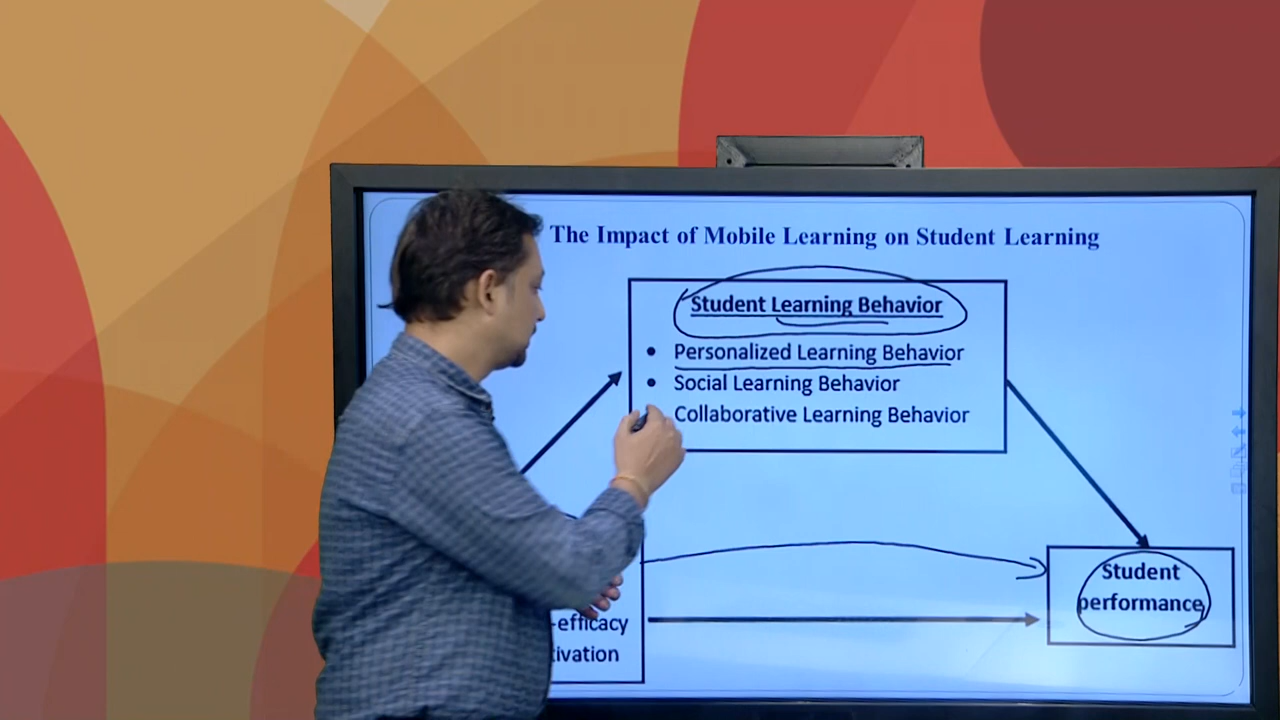 The Impact of Mobile Learning on Student Learning
Student Learning Behavior
• Personalized Learning Behavior
• Social Learning Behavior
Collaborative Learning Behavior
Student
performance
-efficacy
tivation